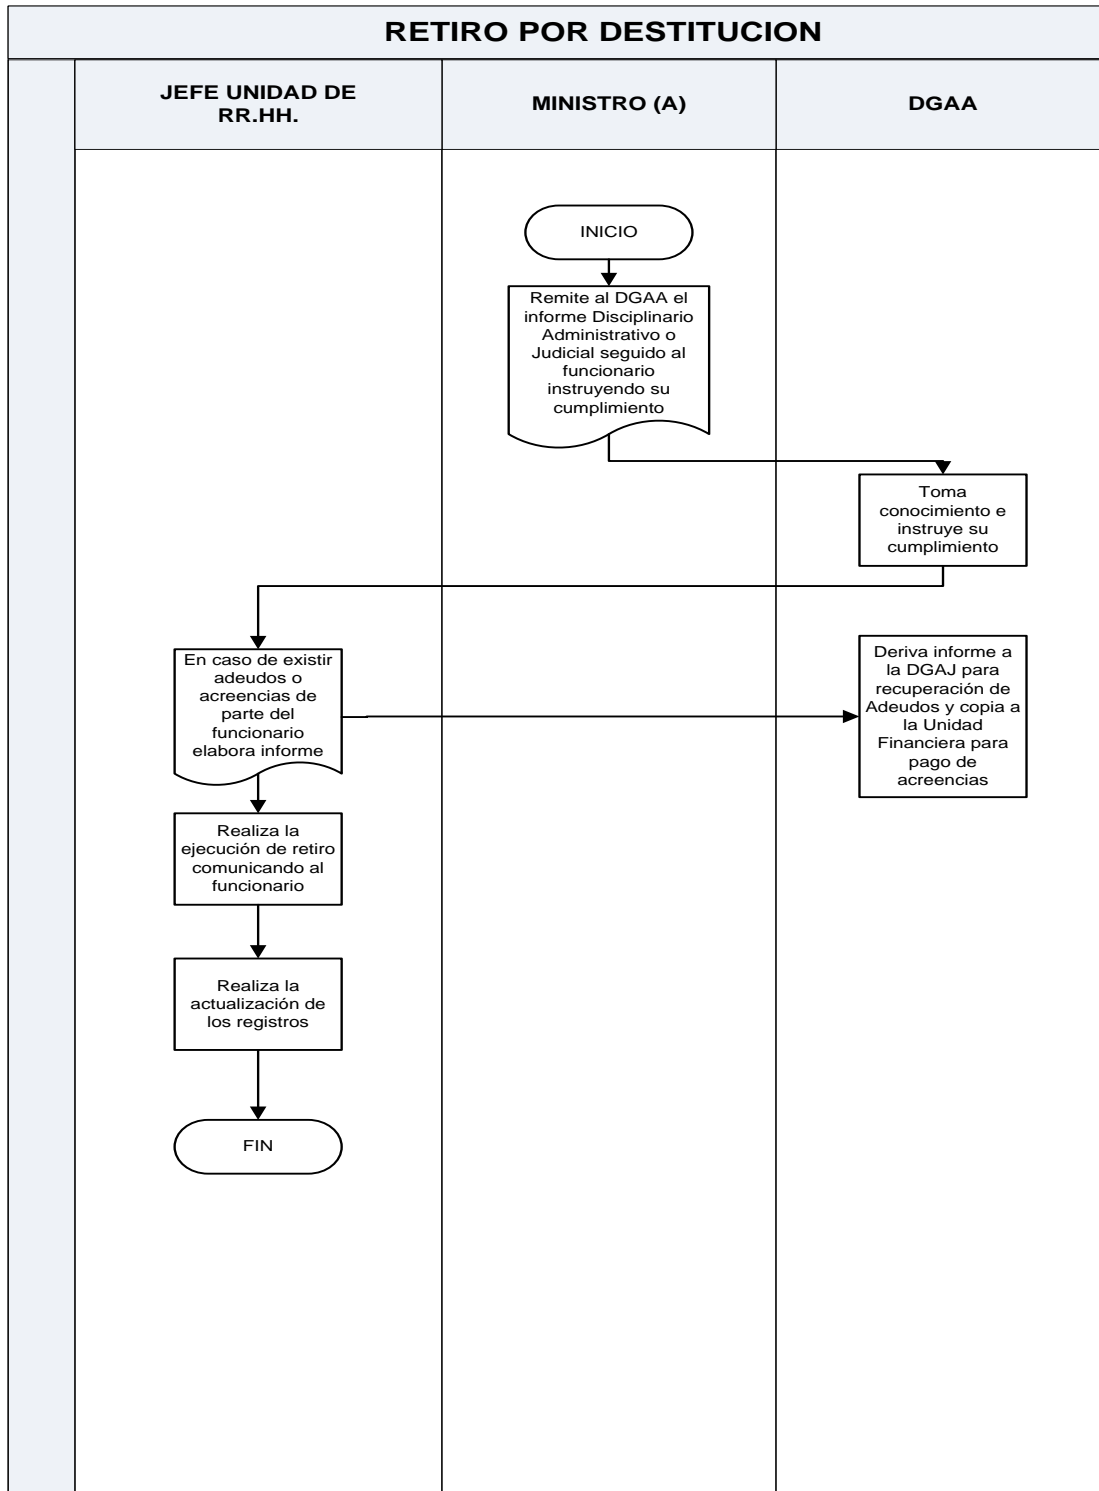 RETIRO POR DESTITUCION
JEFE UNIDAD DE
RR.HH.
MINISTRO (A)
DGAA
INICIO
Remite al DGAA el
informe Disciplinario
Administrativo o
Judicial seguido al
funcionario
instruyendo su
cumplimiento
Toma
conocimiento e
instruye su
cumplimiento
En caso de existir
adeudos o
acreencias de
parte del
funcionario
elabora informe
Deriva informe a
la DGAJ para
recuperación de
Adeudos y copia a
la Unidad
Financiera para
pago de
acreencias
Realiza la
ejecución de retiro
comunicando al
funcionario
Realiza la
actualización de
los registros
FIN